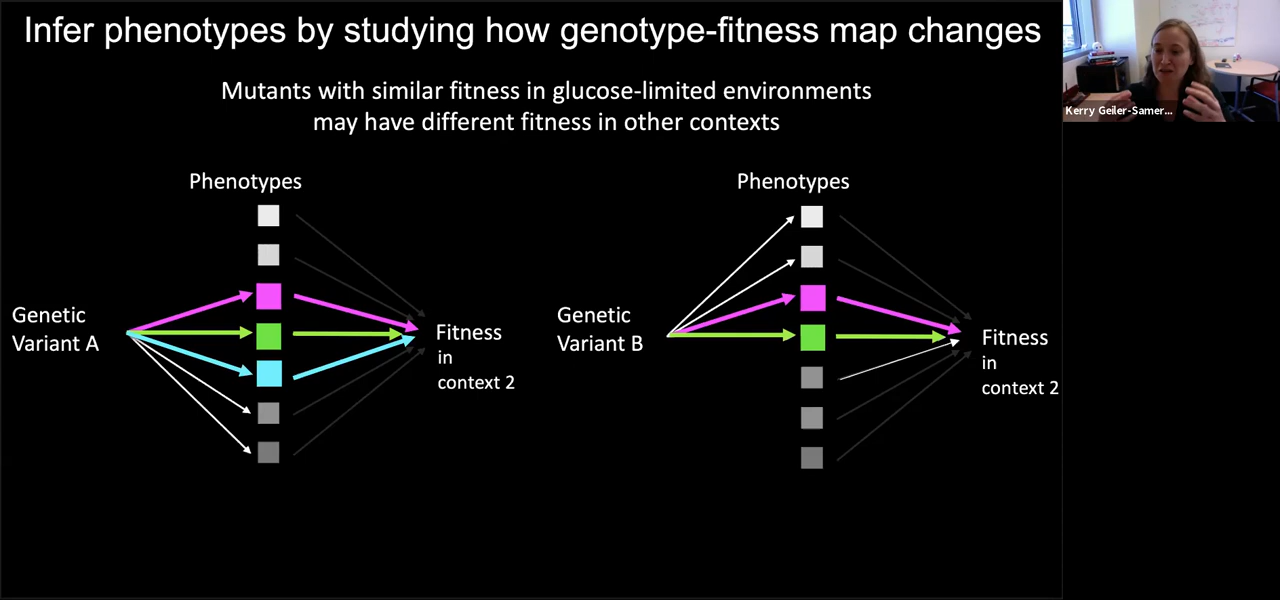 Infer phenotypes by studying how genotype-fitness map changes
Mutants with similar fitness in glucose-limited environments
may have different fitness in other contexts
Phenotypes
Genetic
Variant A
Fitness
in
context 2
Phenotypes
Genetic
Variant B
Fitness
in
context 2
Kerry Geiler-Samer...